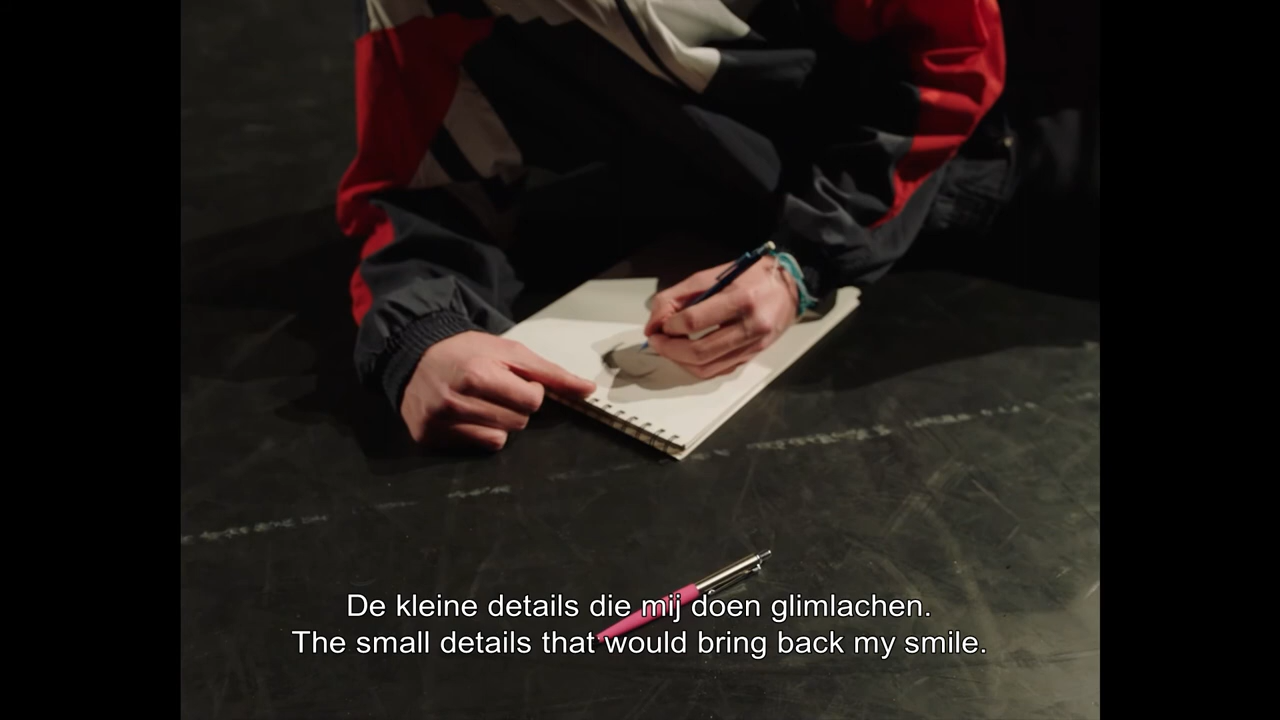 De kleine details die mij doen glimlachen.
The small details that would bring back my smile.